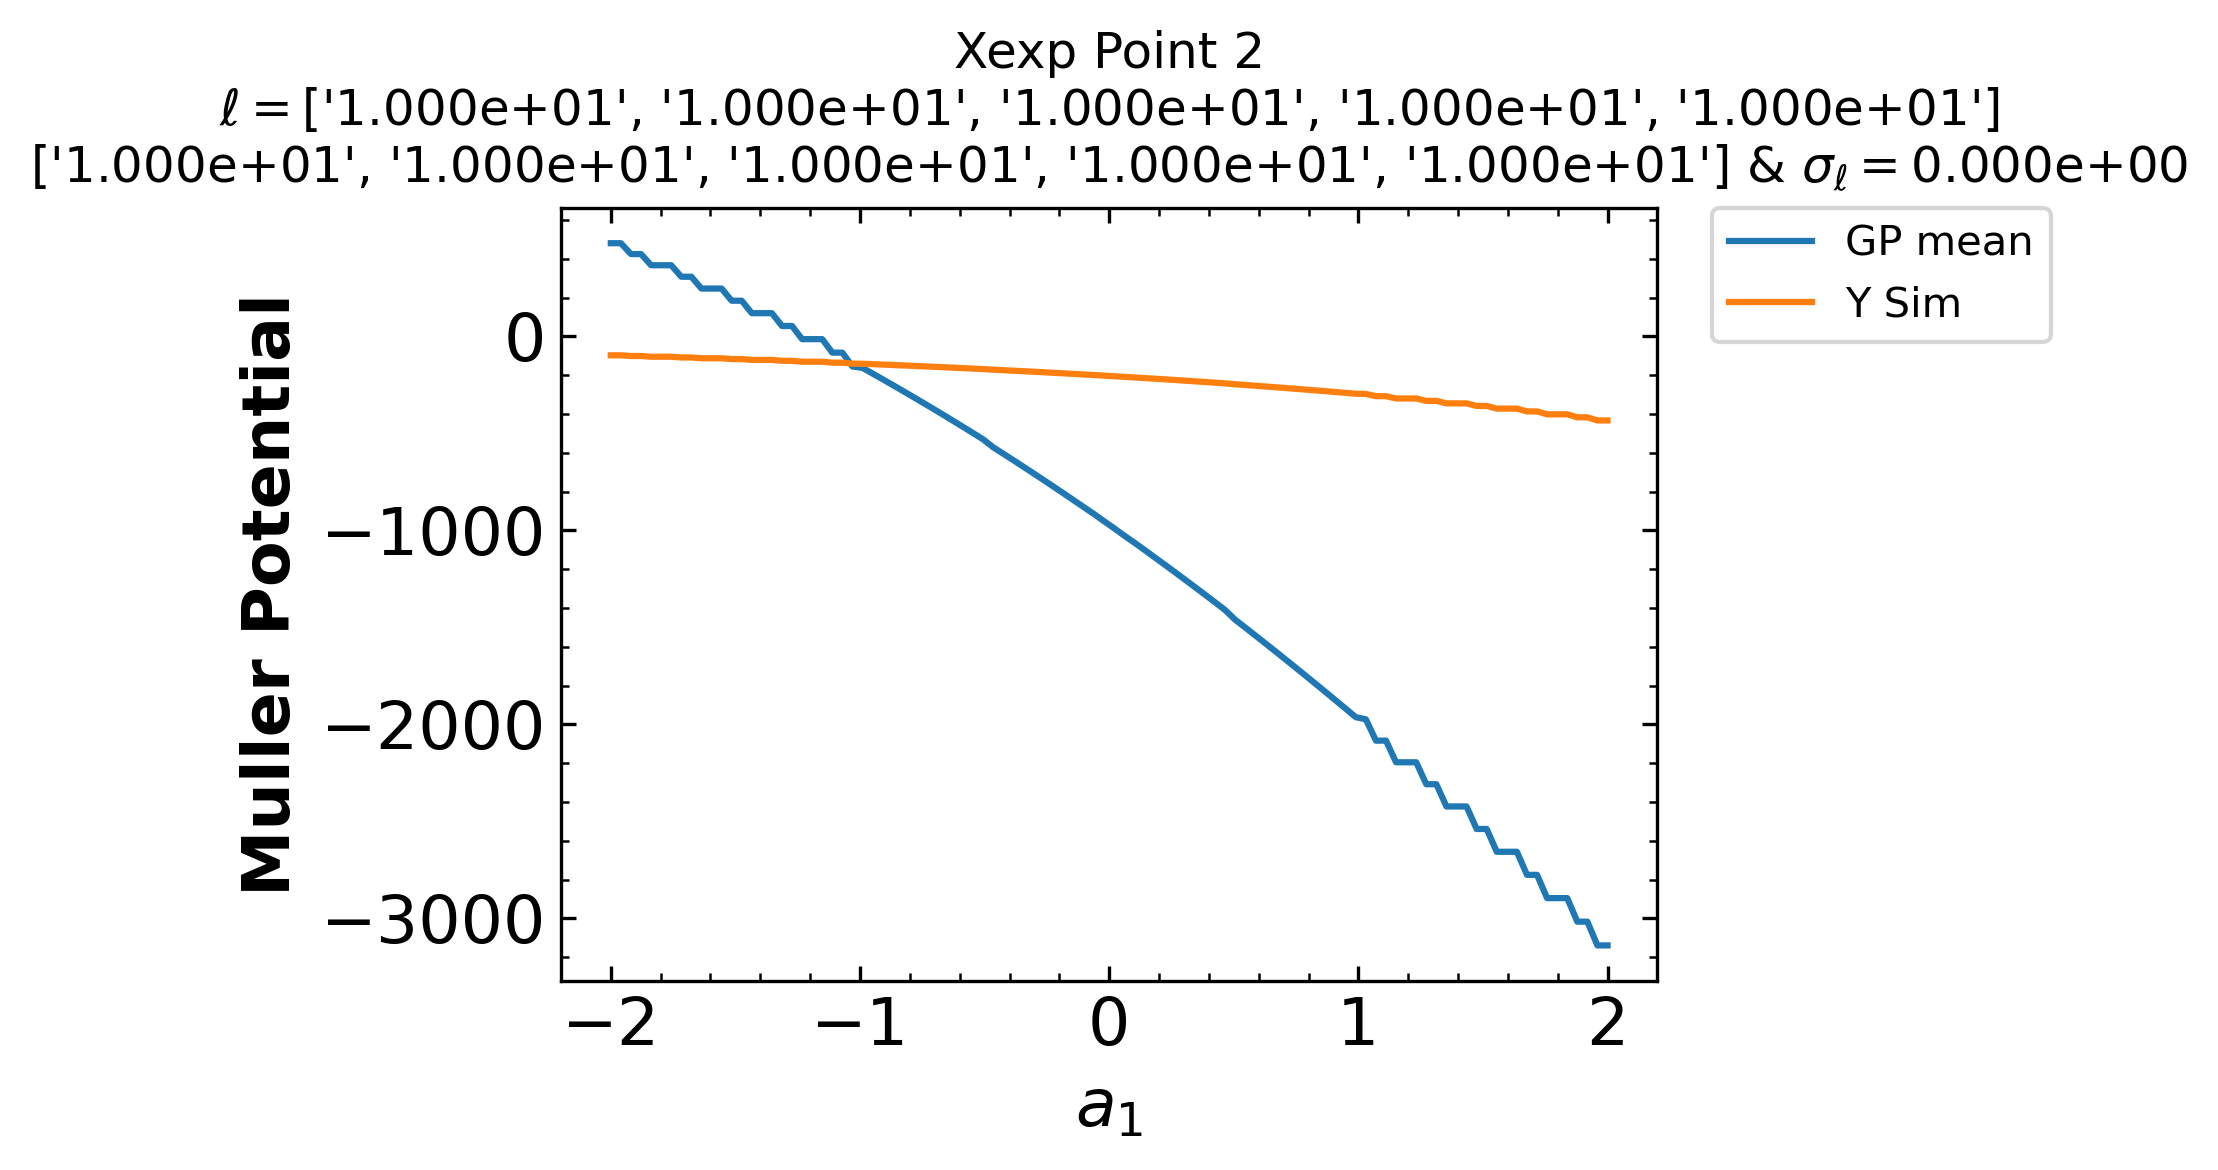 Xexp Point 2
ℓ = ['1.000e+01', '1.000e+01', '1.000e+01', '1.000e+01', '1.000e+01']
['1.000e+01', '1.000e+01', '1.000e+01', '1.000e+01', '1.000e+01'] & σ_ℓ = 0.000e+00
GP mean
Y Sim
Muller Potential
0
−1000
−2000
−3000
−2 −1 0 1 2
a₁